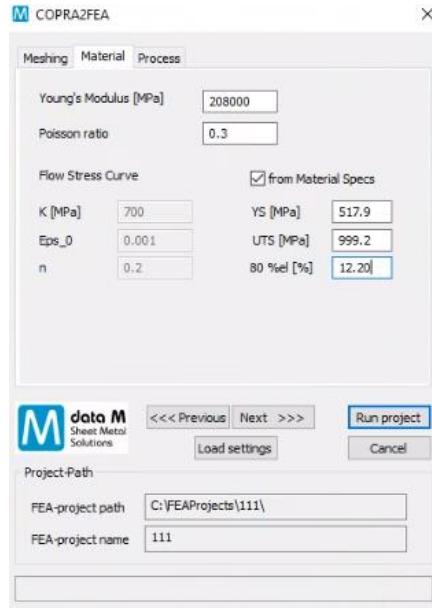 COPRA2FEA
Meshing Material Process
Young's Modulus [MPa] 208000
Poisson ratio 0.3
Flow Stress Curve from Material Specs
K [MPa] 700 YS [MPa] 517.9
Eps_0 0.001 UTS [MPa] 999.2
n 0.2 80 %el [%] 12.20
data M
Sheet Metal
Solutions
<<< Previous Next >>> Run project
Load settings Cancel
Project-Path
FEA-project path C:\FEAProjects\111\
FEA-project name 111